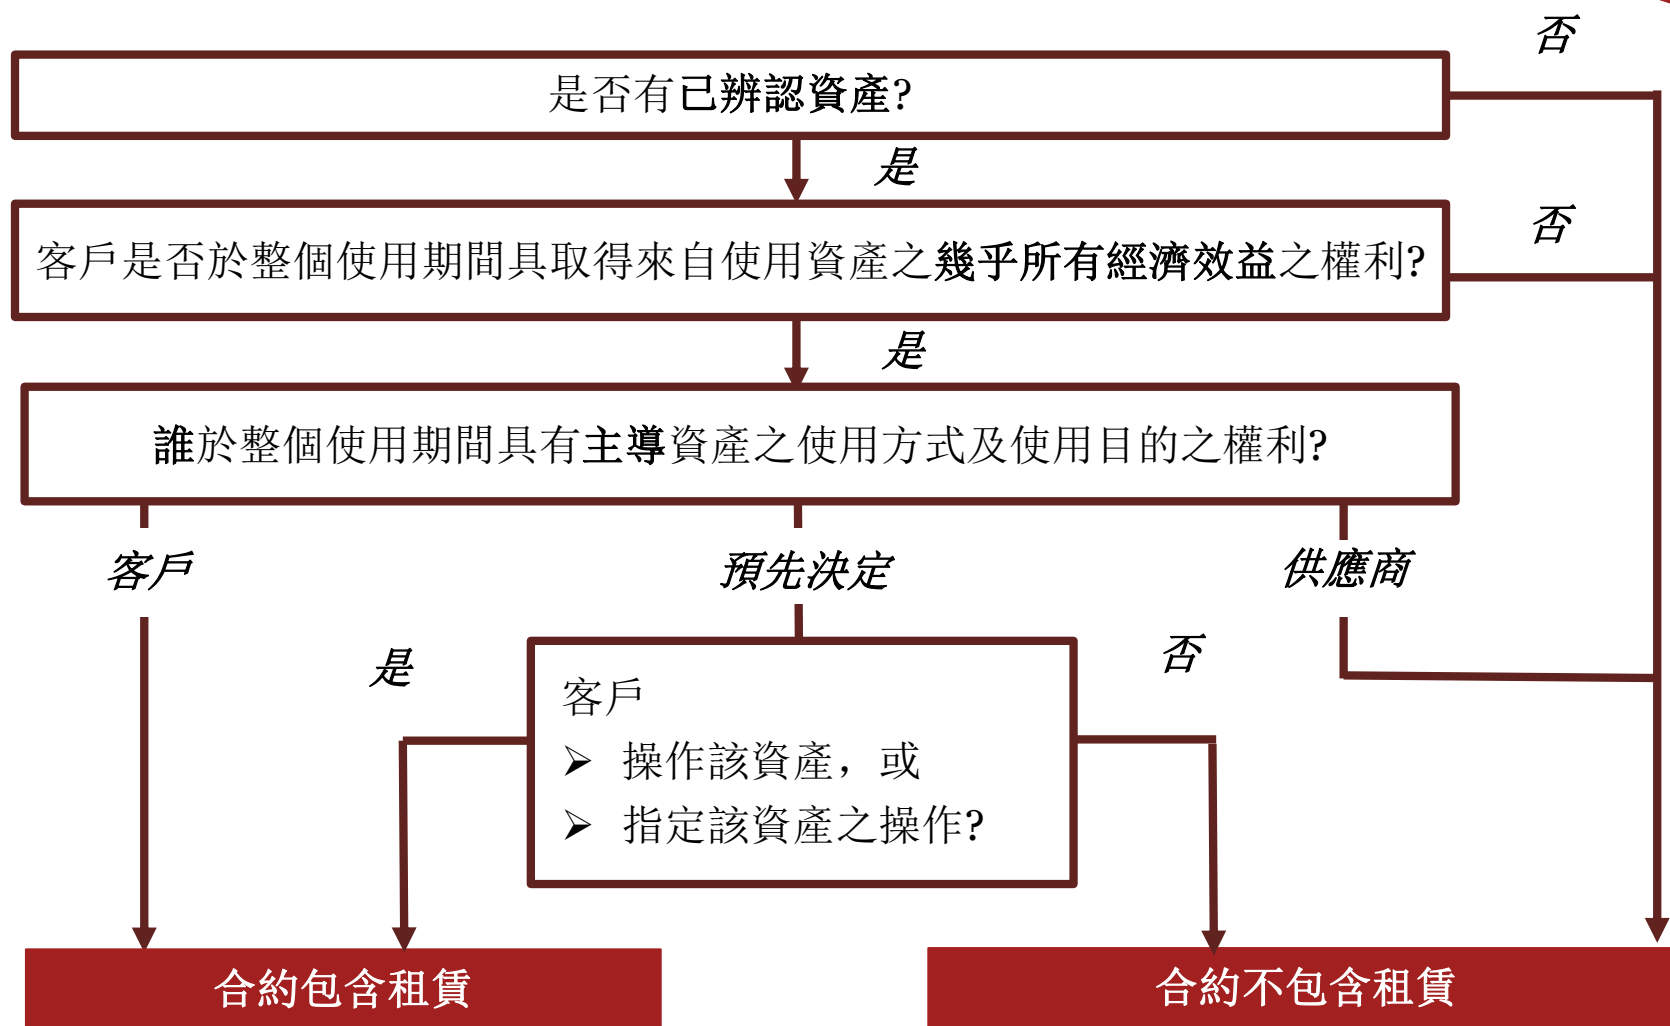 否
是否有已辨認資產?
是
否
客戶是否於整個使用期間具取得來自使用資產之幾乎所有經濟效益之權利?
是
誰於整個使用期間具有主導資產之使用方式及使用目的之權利?
客戶
預先決定
供應商
是
否
客戶
➢ 操作該資產，或
➢ 指定該資產之操作?
合約包含租賃
合約不包含租賃